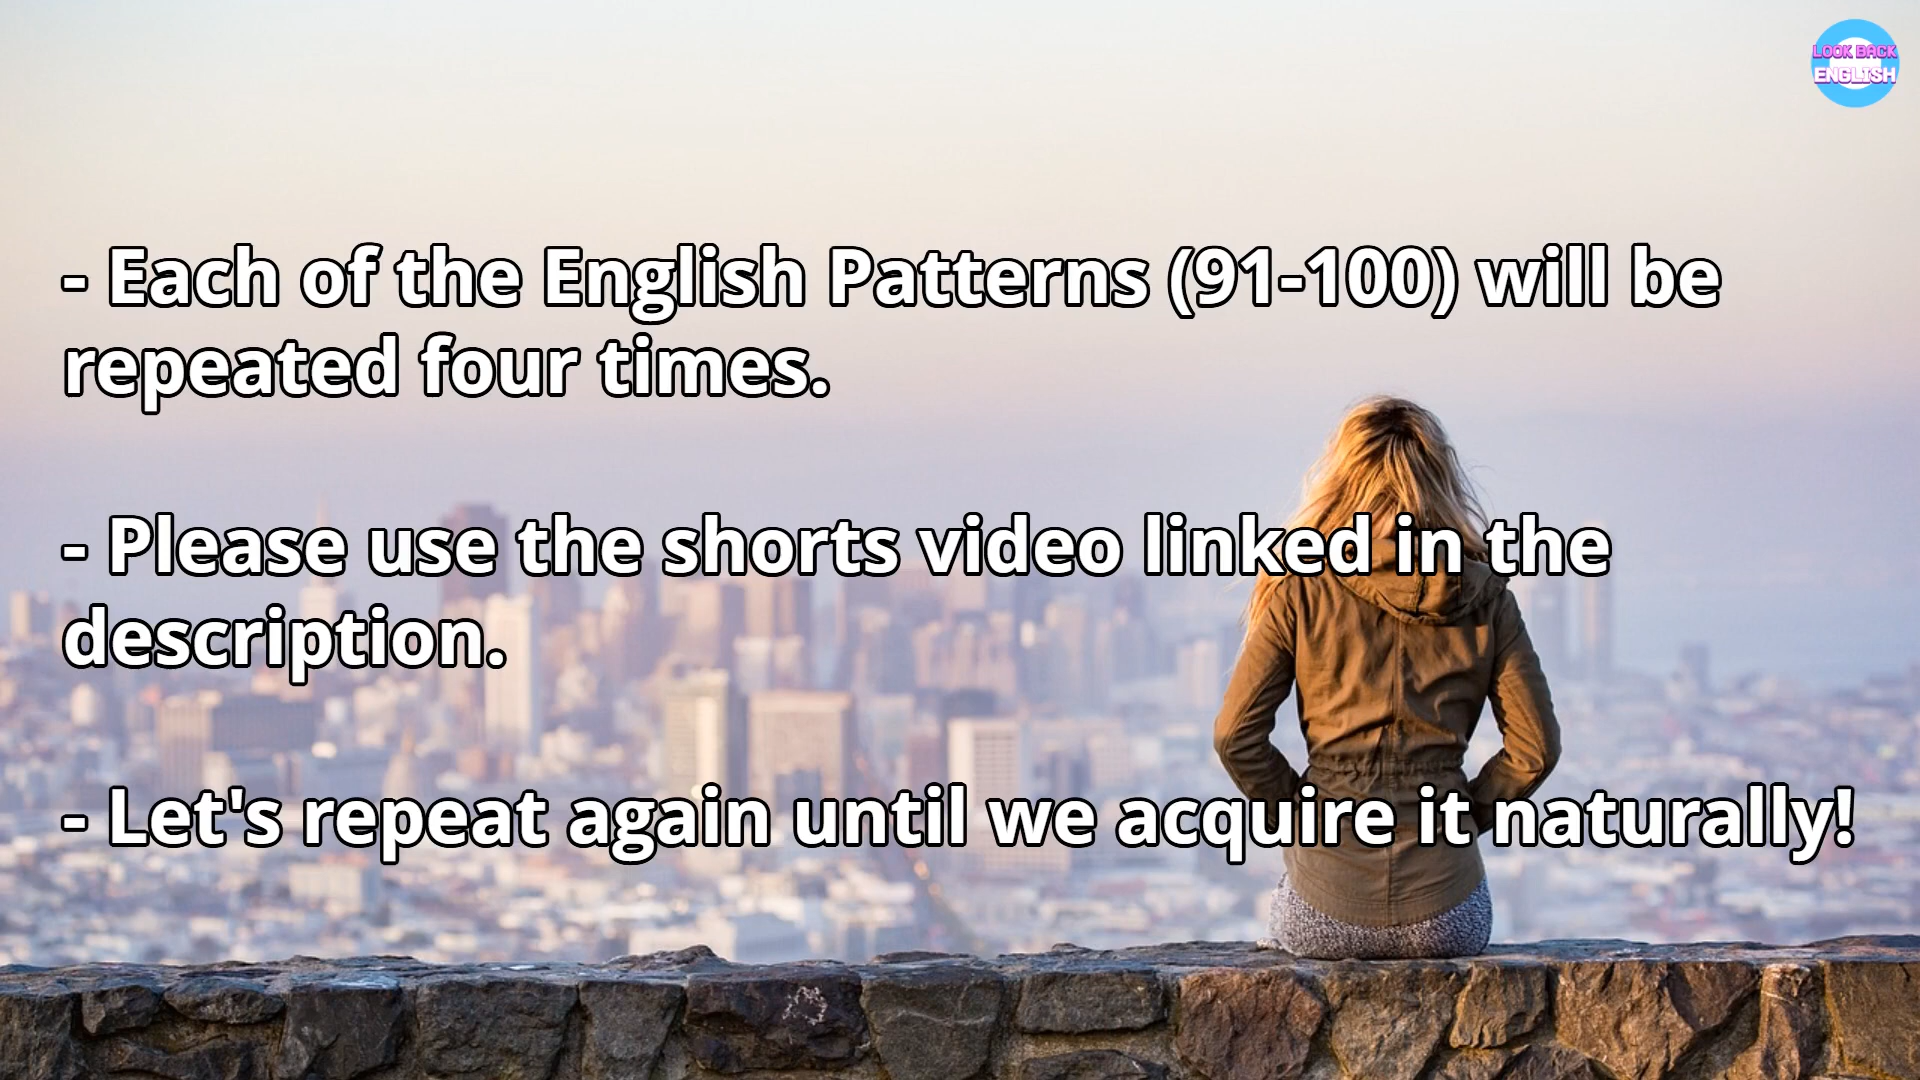 LOOK BACK
ENGLISH
- Each of the English Patterns (91-100) will be
repeated four times.
- Please use the shorts video linked in the
description.
- Let's repeat again until we acquire it naturally!